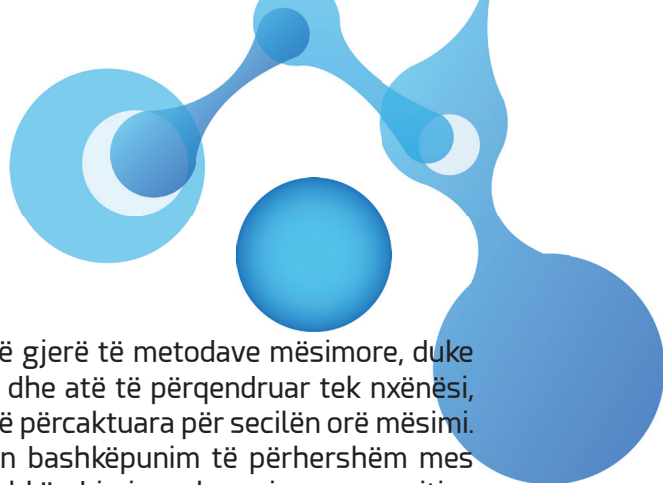 ë gjerë të metodave mësimore, duke
dhe atë të përqendruar tek nxënësi,
ë përcaktuara për secilën orë mësimi.
n bashkëpunim të përhershëm mes